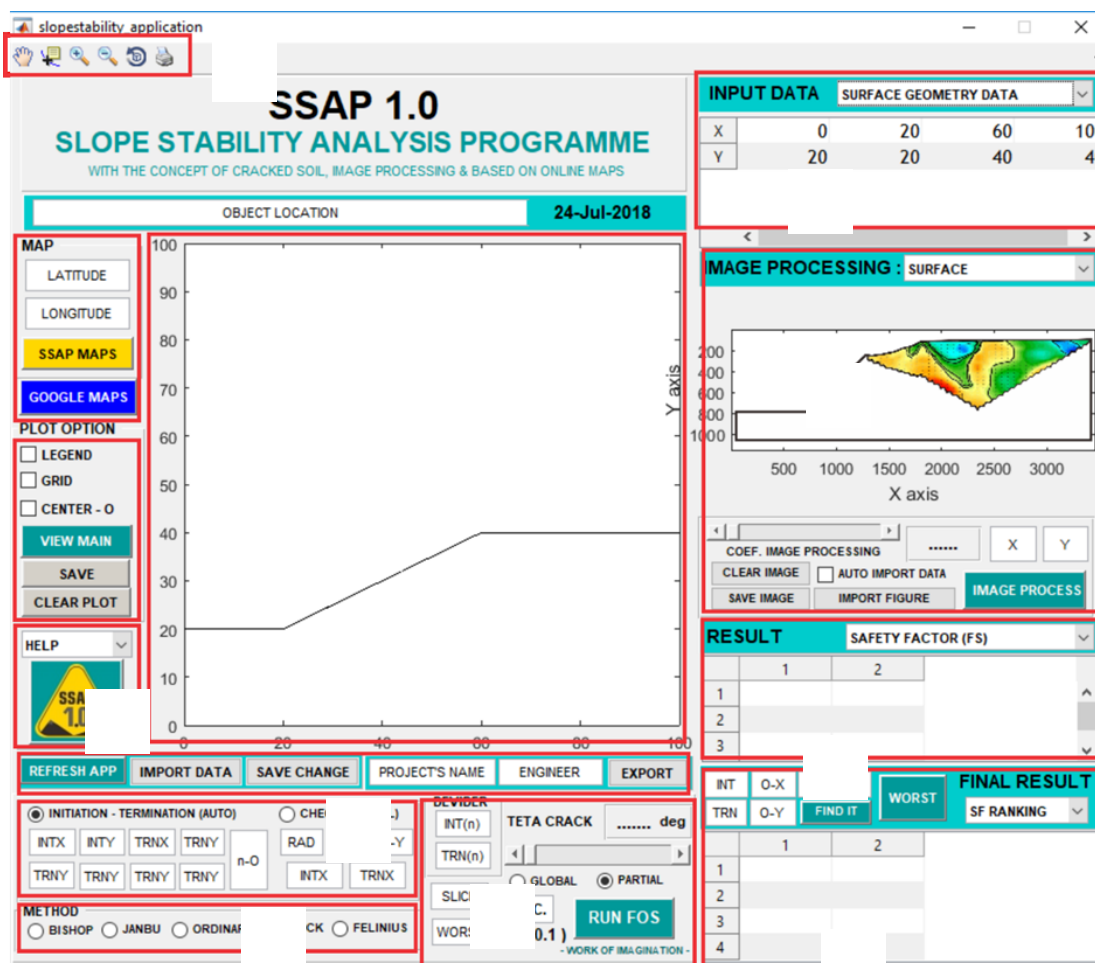 slopestability_application
SSAP 1.0
SLOPE STABILITY ANALYSIS PROGRAMME
WITH THE CONCEPT OF CRACKED SOIL, IMAGE PROCESSING & BASED ON ONLINE MAPS
OBJECT LOCATION
24-Jul-2018
MAP
LATITUDE
LONGITUDE
SSAP MAPS
GOOGLE MAPS
PLOT OPTION
LEGEND
GRID
CENTER - O
VIEW MAIN
SAVE
CLEAR PLOT
HELP
1.0
100
90
80
70
60
50
40
30
20
10
0
0 20 40 60 80 100
INPUT DATA
SURFACE GEOMETRY DATA
X 0 20 60 10
Y 20 20 40 4
IMAGE PROCESSING :
SURFACE
Y axis
200
400
600
800
1000
500 1000 1500 2000 2500 3000
X axis
COEF. IMAGE PROCESSING
......
X
Y
CLEAR IMAGE
AUTO IMPORT DATA
SAVE IMAGE
IMPORT FIGURE
IMAGE PROCESS
RESULT
SAFETY FACTOR (FS)
1 2
1
2
3
REFRESH APP
IMPORT DATA
SAVE CHANGE
PROJECT'S NAME
ENGINEER
EXPORT
INT O-X
TRN O-Y
FIND IT
WORST
FINAL RESULT
SF RANKING
1 2
1
2
3
4
INITIATION - TERMINATION (AUTO)
INTX INTY TRNX TRNY
TRNY TRNY TRNY TRNY
n-O
RAD
INTX TRNX
METHOD
BISHOP
JANBU
FELINIUS
DEVIDER
INT(n)
TRN(n)
TETA CRACK
....... deg
GLOBAL
PARTIAL
RUN FOS
0.1 )
- WORK OF IMAGINATION -